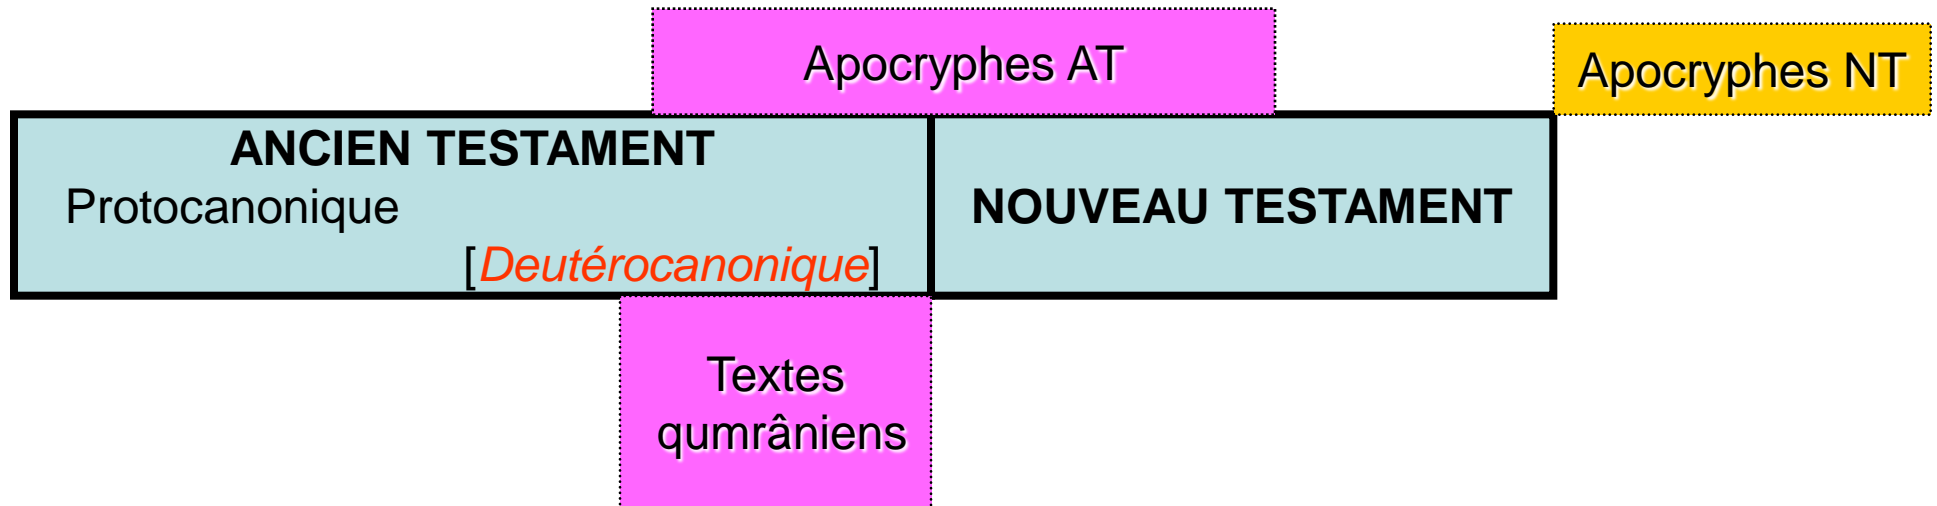 Apocryphes AT
Apocryphes NT
ANCIEN TESTAMENT
Protocanonique
[Deutérocanonique]
NOUVEAU TESTAMENT
Textes
qumrâniens